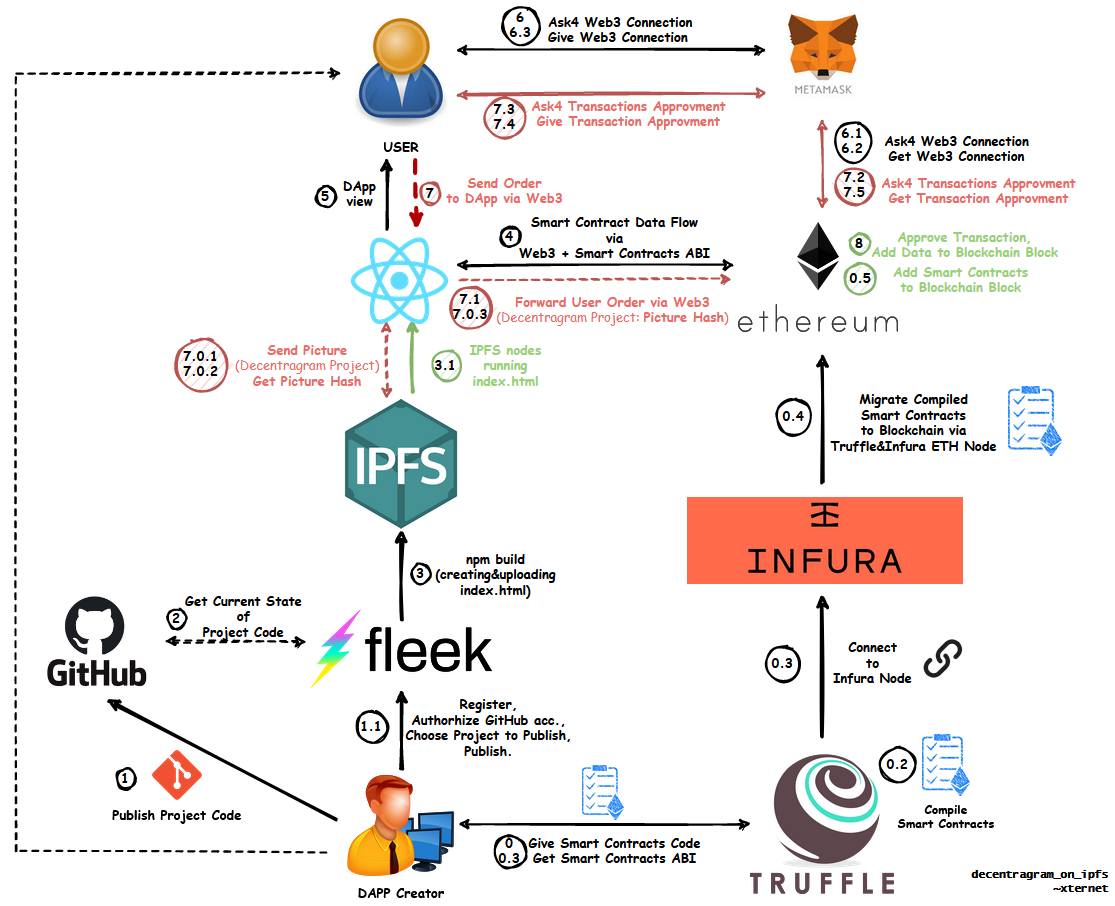 6
6.3
Ask4 Web3 Connection
Give Web3 Connection
METAMASK
7.3
7.4
Ask4 Transactions Approvment
Give Transaction Approvment
USER
6.1
6.2
Ask4 Web3 Connection
Get Web3 Connection
7.2
7.5
Ask4 Transactions Approvment
Get Transaction Approvment
5
DApp
view
7
Send Order
to DApp via Web3
4
Smart Contract Data Flow
via
Web3 + Smart Contracts ABI
8
Approve Transaction,
Add Data to Blockchain Block
0.5
Add Smart Contracts
to Blockchain Block
7.1
7.0.3
Forward User Order via Web3
(Decentragram Project: Picture Hash)
ethereum
7.0.1
7.0.2
Send Picture
(Decentragram Project)
Get Picture Hash
3.1
IPFS nodes
running
index.html
0.4
Migrate Compiled
Smart Contracts
to Blockchain via
Truffle&Infura ETH Node
IPFS
INFURA
3
npm build
(creating&uploading
index.html)
2
Get Current State
of
Project Code
GitHub
fleek
0.3
Connect
to
Infura Node
1.1
Register,
Authorhize GitHub acc.,
Choose Project to Publish,
Publish.
1
Publish Project Code
0.2
Compile
Smart Contracts
0
0.3
Give Smart Contracts Code
Get Smart Contracts ABI
DAPP Creator
TRUFFLE
decentragram_on_ipfs
~xternet